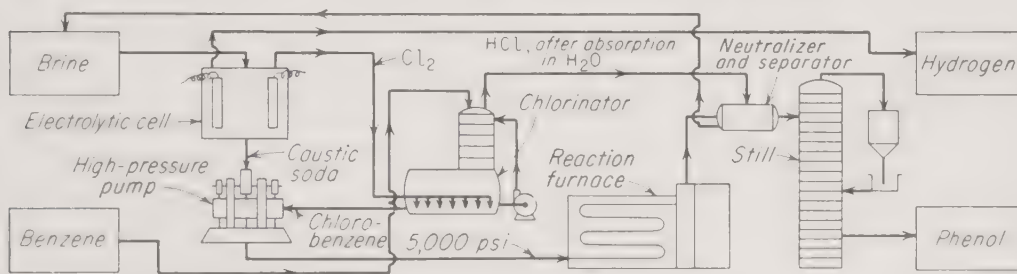 Brine
Cl2
HCl, after absorption
in H2O
Neutralizer
and separator
Hydrogen
Electrolytic cell
Chlorinator
Caustic
soda
High-pressure
pump
Reaction
furnace
Still
Chloro-
benzene
Benzene
5,000 psi
Phenol